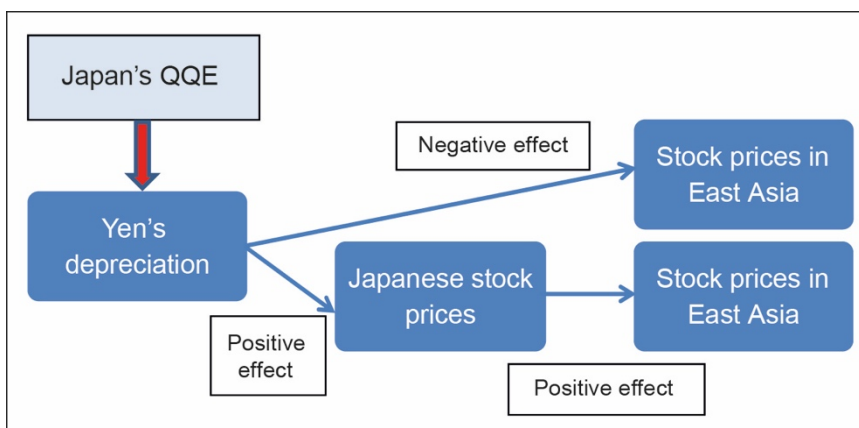 Japan’s QQE
Negative effect
Stock prices in
East Asia
Yen’s
depreciation
Japanese stock
prices
Stock prices in
East Asia
Positive
effect
Positive effect